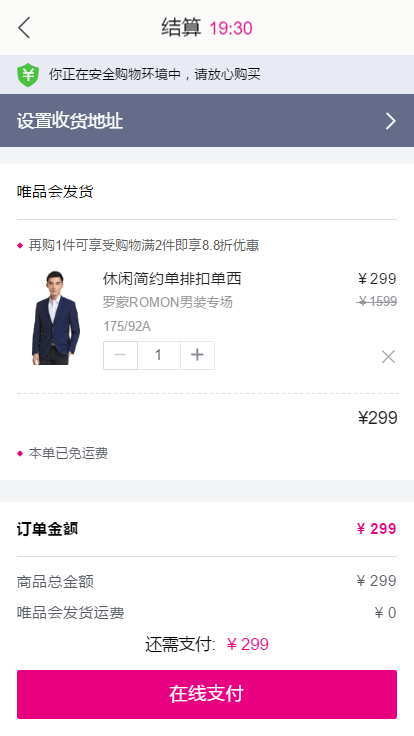 结算 19:30
你正在安全购物环境中，请放心购买
设置收货地址
唯品会发货
再购1件可享受购物满2件即享8.8折优惠
休闲简约单排扣单西 ¥299
罗蒙ROMON男装专场 ¥1599
175/92A
1
¥299
本单已免运费
订单金额 ¥ 299
商品总金额 ¥ 299
唯品会发货运费 ¥ 0
还需支付: ¥ 299
在线支付